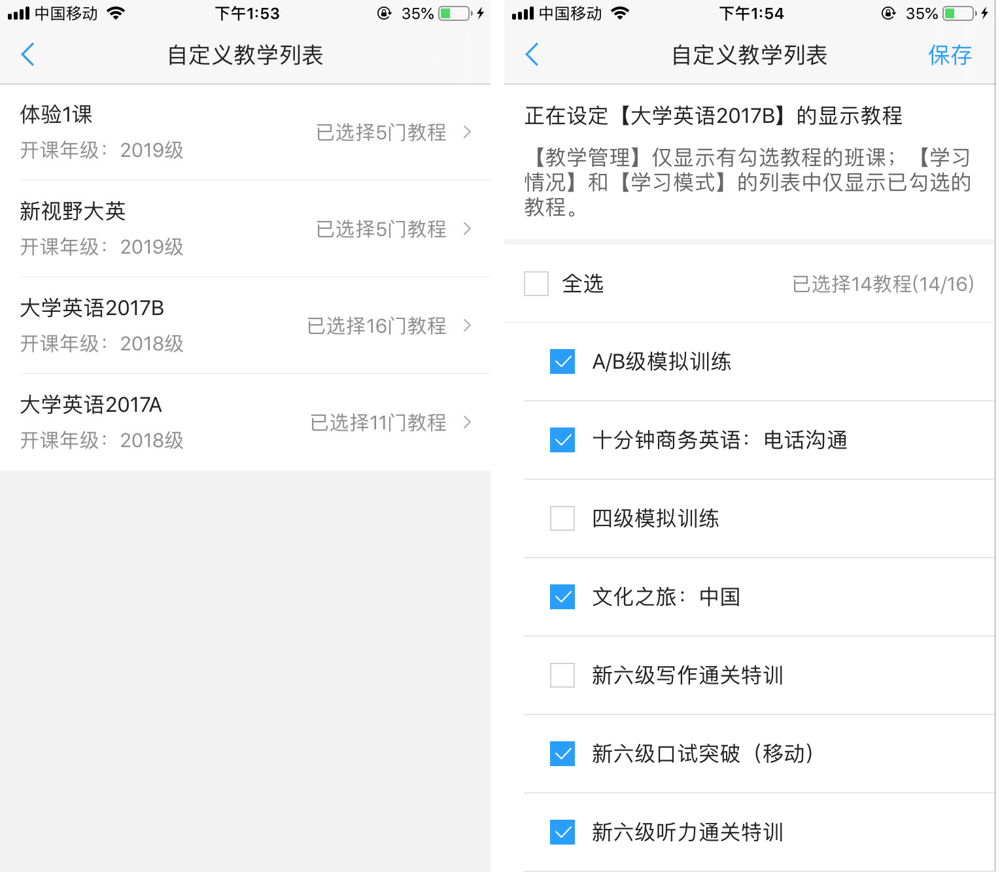 中国移动 下午1:53 35%
自定义教学列表
体验1课
开课年级：2019级
已选择5门教程
新视野大英
开课年级：2019级
已选择5门教程
大学英语2017B
开课年级：2018级
已选择16门教程
大学英语2017A
开课年级：2018级
已选择11门教程
中国移动 下午1:54 35%
自定义教学列表 保存
正在设定【大学英语2017B】的显示教程
【教学管理】仅显示有勾选教程的班课；【学习
情况】和【学习模式】的列表中仅显示已勾选的
教程。
全选 已选择14教程(14/16)
A/B级模拟训练
十分钟商务英语：电话沟通
四级模拟训练
文化之旅：中国
新六级写作通关特训
新六级口试突破（移动）
新六级听力通关特训